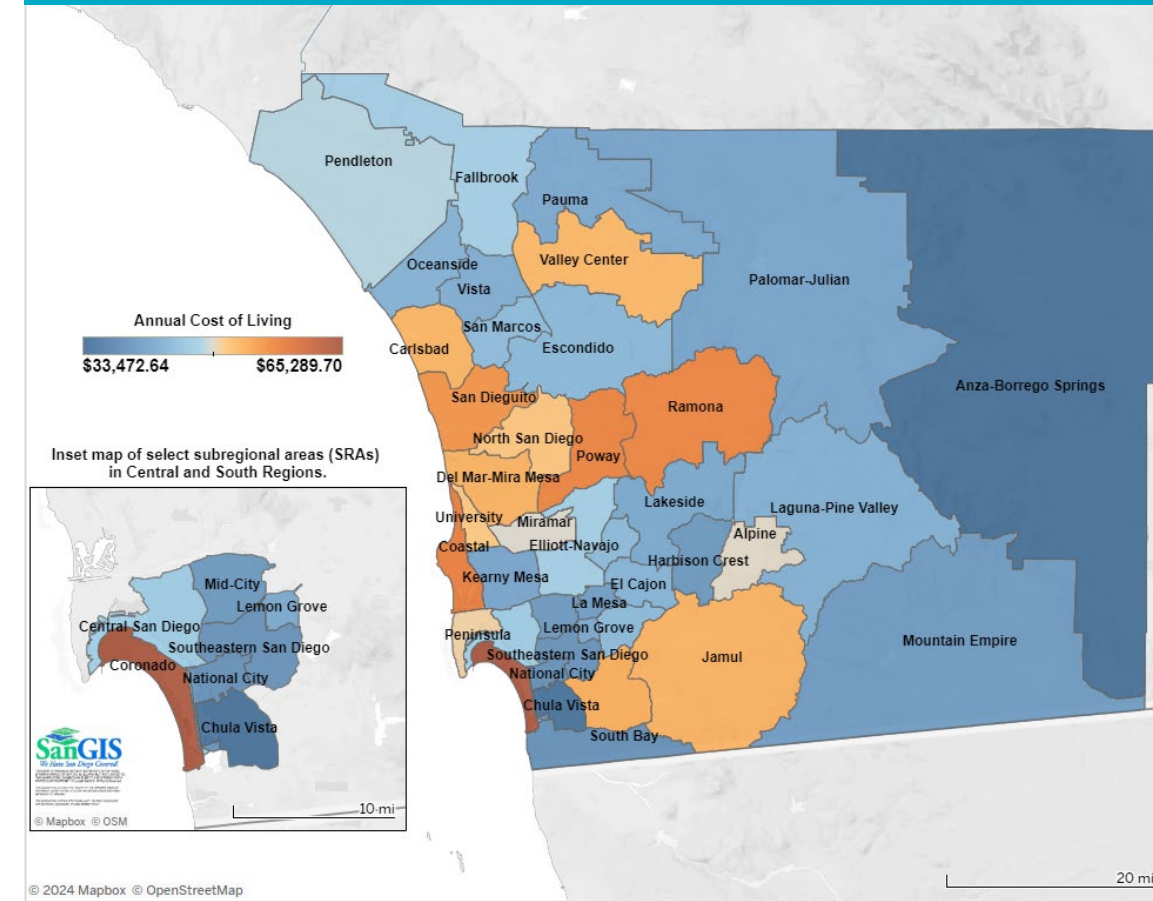 Pendleton
Fallbrook
Pauma
Valley Center
Oceanside
Vista
Palomar-Julian
Annual Cost of Living
$33,472.64 $65,289.70
San Marcos
Carlsbad
Escondido
Anza-Borrego Springs
San Dieguito
Ramona
North San Diego
Poway
Inset map of select subregional areas (SRAs)
in Central and South Regions.
Del Mar-Mira Mesa
Lakeside
Laguna-Pine Valley
University
Miramar
Alpine
Coastal
Elliott-Navajo
Harbison Crest
Kearny Mesa
El Cajon
La Mesa
Peninsula
Lemon Grove
Mountain Empire
Southeastern San Diego
Jamul
National City
Chula Vista
South Bay
Mid-City
Lemon Grove
Central San Diego
Southeastern San Diego
Coronado
National City
Chula Vista
SanGIS
We Have San Diego Covered!
10 mi
© Mapbox © OSM
20 mi
© 2024 Mapbox © OpenStreetMap